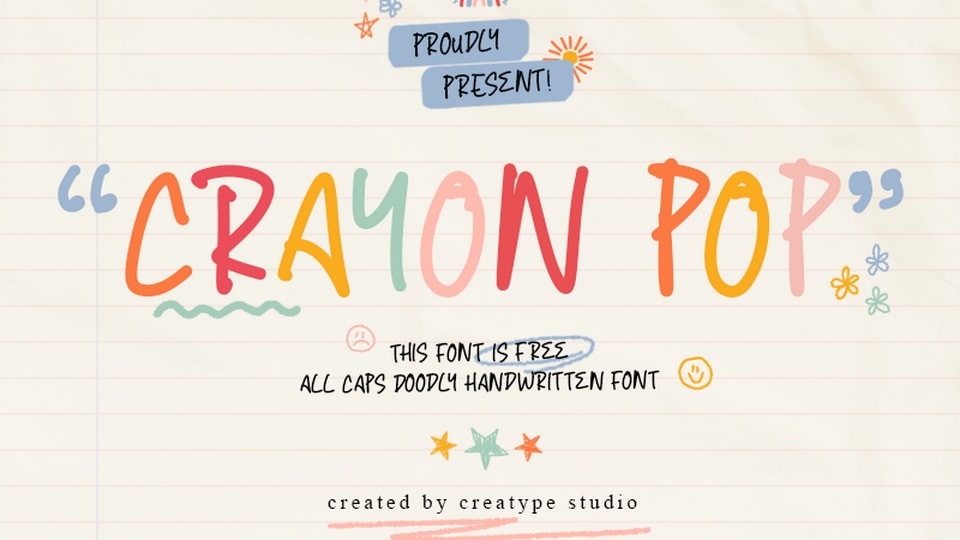 PROUDLY
PRESENT!
“CRAYON POP”
THIS FONT IS FREE
ALL CAPS DOODLY HANDWRITTEN FONT
created by creatype studio